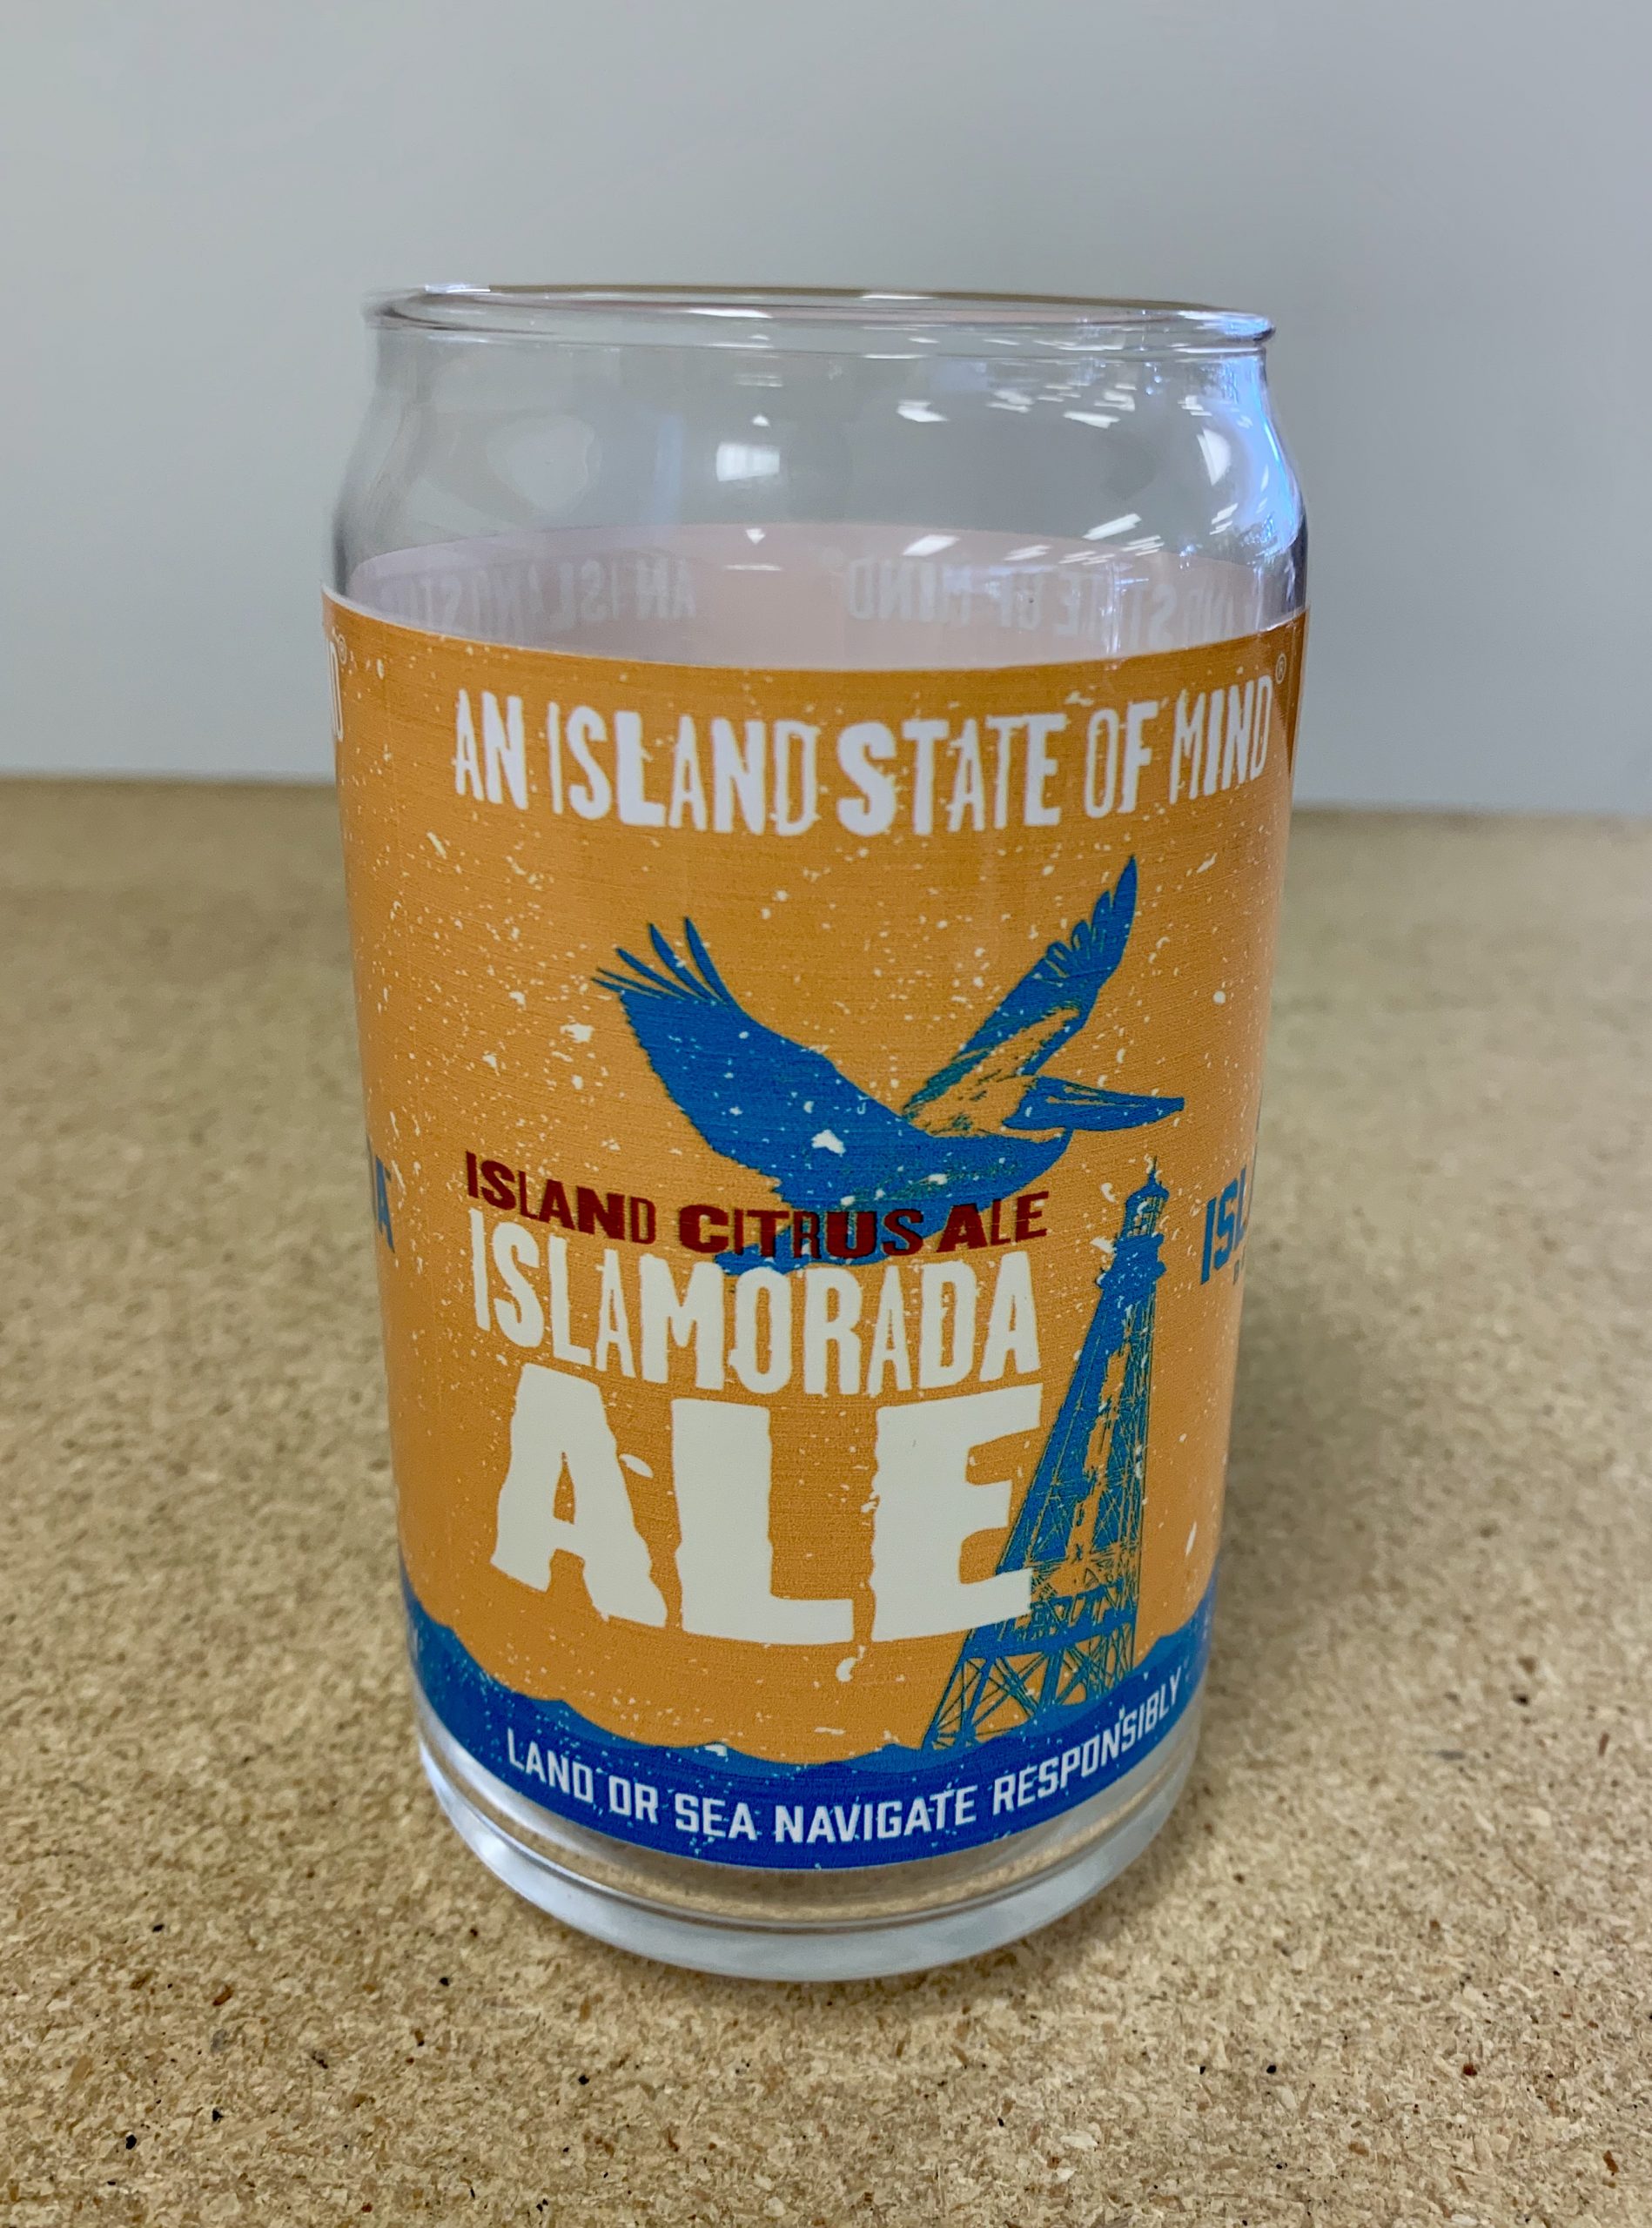 AN ISLAND STATE OF MIND®
ISLAND CITRUS ALE
ISLAMORADA
ALE
LAND OR SEA NAVIGATE RESPONSIBLY